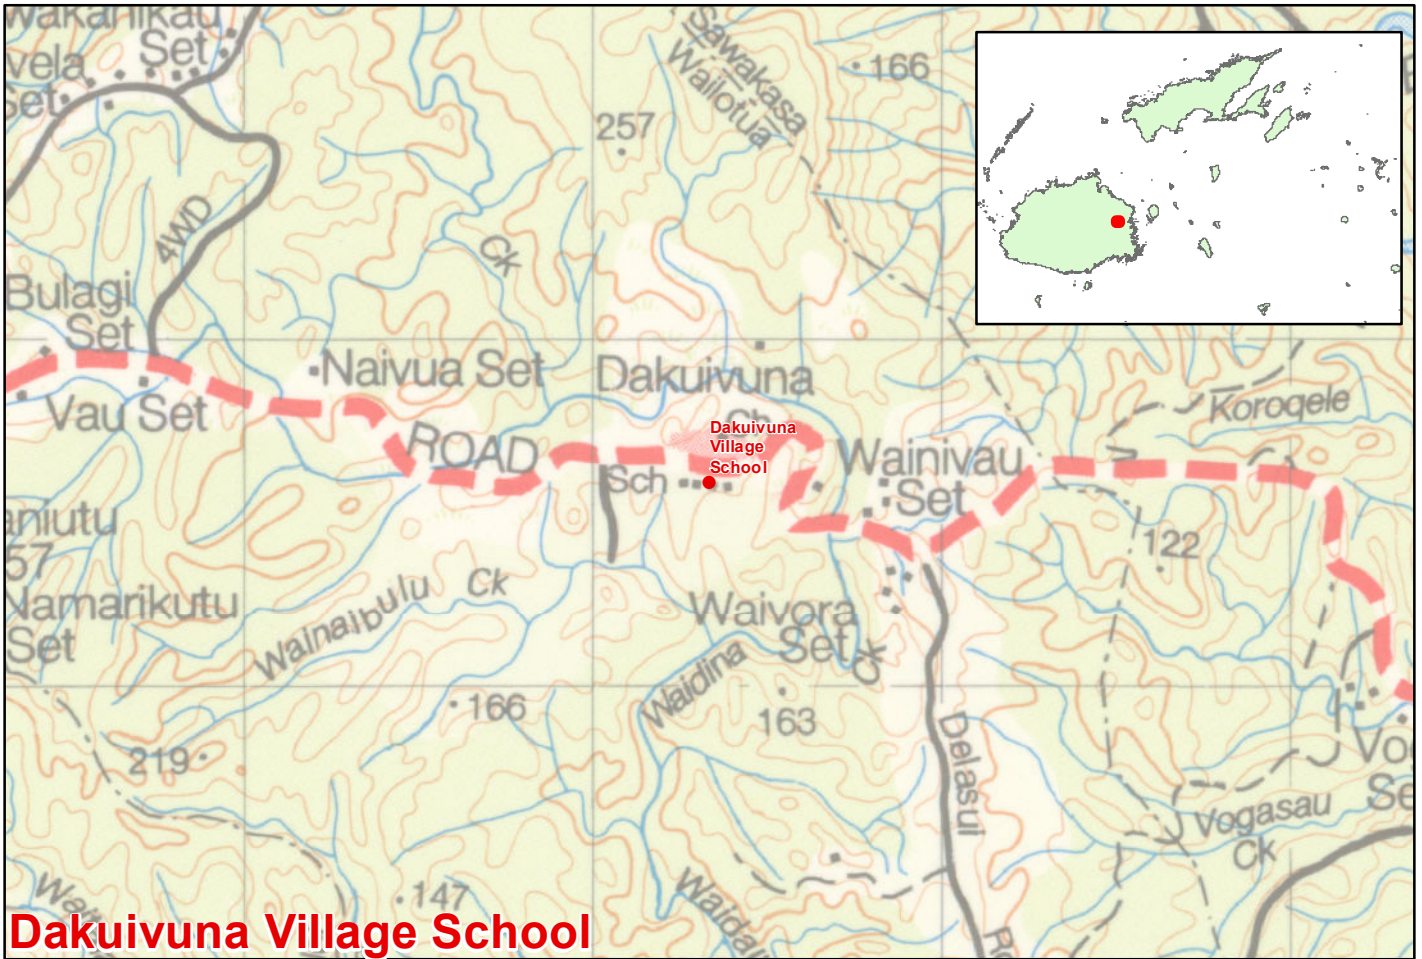 Set
vela
Set
166
Sawakasa
Wailotua
257
4WD
Ck
Bulagi
Set
Naivua Set
Dakuivuna
Vau Set
Koroqele
ROAD
Ch
Dakuivuna
Village
School
Sch
Wainivau
Set
122
57
Namarikutu
Set
Wainaibulu Ck
Waivora
Set
Ck
Waidina
166
163
219
Delasui
Vogasau
Ck
147
Dakuivuna Village School